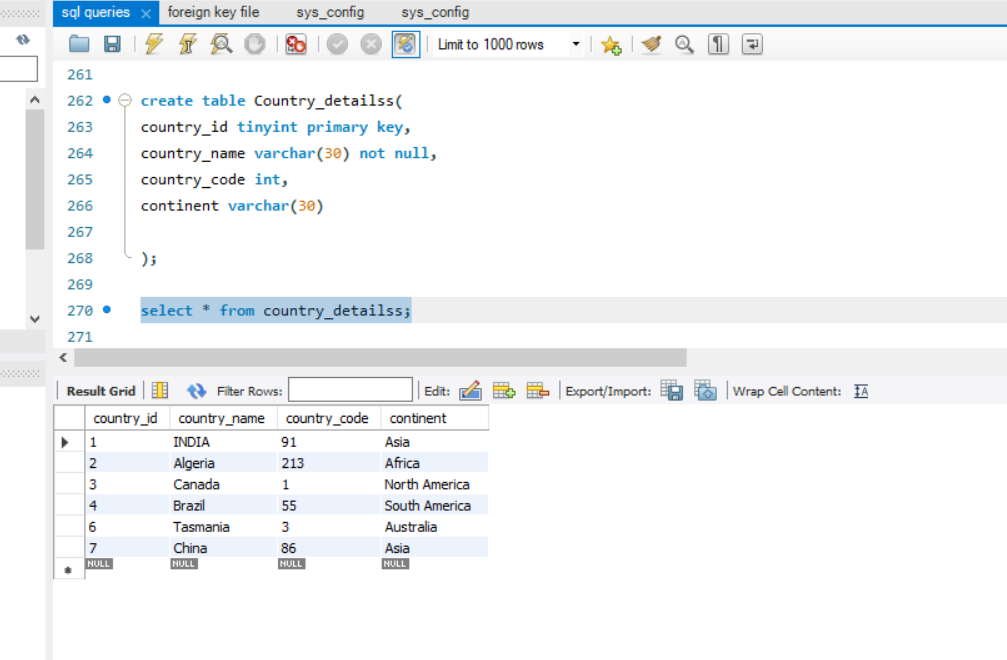 sql queries × foreign key file sys_config sys_config
Limit to 1000 rows
261
262 create table Country_detailss(
263 country_id tinyint primary key,
264 country_name varchar(30) not null,
265 country_code int,
266 continent varchar(30)
267
268 );
269
270 select * from country_detailss;
271
Result Grid Filter Rows: Edit: Export/Import: Wrap Cell Content: IA
country_id country_name country_code continent
1 INDIA 91 Asia
2 Algeria 213 Africa
3 Canada 1 North America
4 Brazil 55 South America
6 Tasmania 3 Australia
7 China 86 Asia
NULL NULL NULL NULL